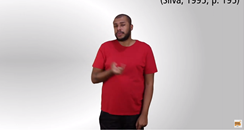 (Silva, 1995, p. 195)